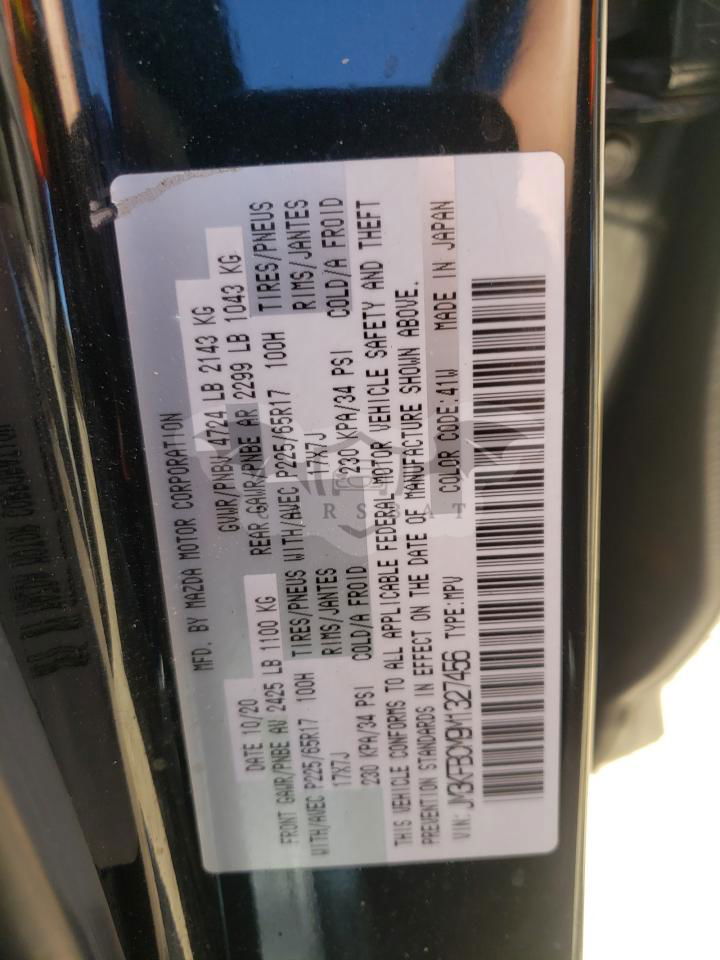 MFD. BY MAZDA MOTOR CORPORATION
DATE 10/20 GVWR/PNBV 4724 LB 2143 KG
FRONT GAWR/PNBE AV 2425 LB 1100 KG REAR GAWR/PNBE AR 2299 LB 1043 KG
WITH/AVEC P225/65R17 100H TIRES/PNEUS WITH/AVEC P225/65R17 100H TIRES/PNEUS
17X7J RIMS/JANTES 17X7J RIMS/JANTES
230 KPA/34 PSI COLD/A FROID 230 KPA/34 PSI COLD/A FROID
THIS VEHICLE CONFORMS TO ALL APPLICABLE FEDERAL MOTOR VEHICLE SAFETY AND THEFT
PREVENTION STANDARDS IN EFFECT ON THE DATE OF MANUFACTURE SHOWN ABOVE.
VIN: JM3KFBCM9M1327456 TYPE:MPV COLOR CODE:41W MADE IN JAPAN
CARSBAT